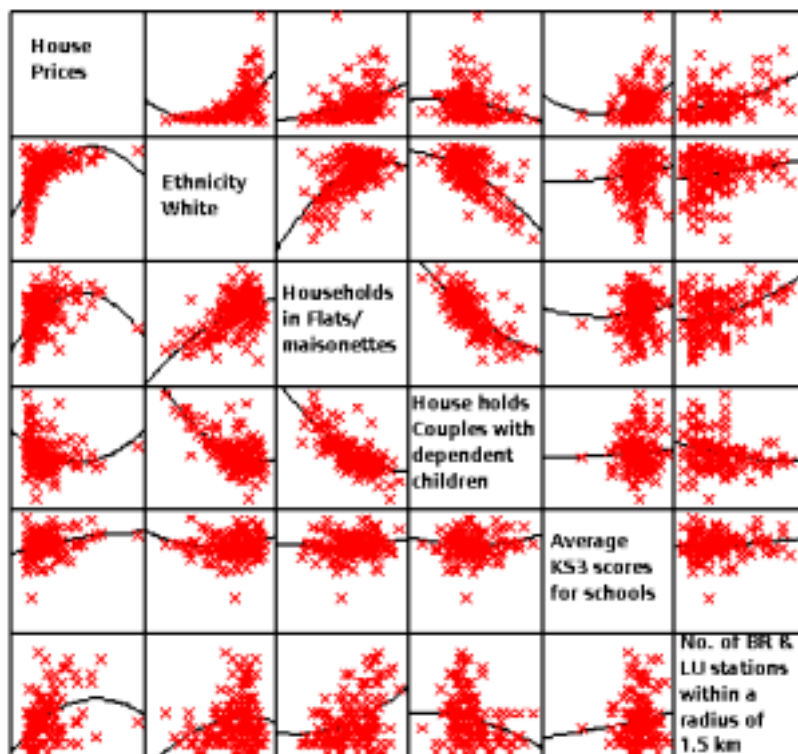 House
Prices
Ethnicity
White
Households
in Flats/
maisonettes
House holds
Couples with
dependent
children
Average
KS3 scores
for schools
No. of BR &
LU stations
within a
radius of
1.5 km